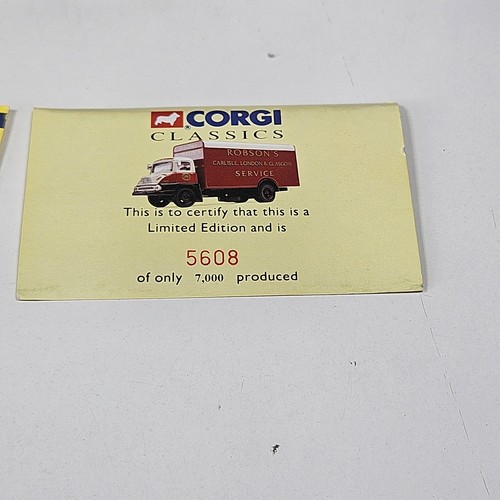 CORGI
CLASSICS
ROBSON'S
CARLISLE, LONDON & GLASGOW
SERVICE
This is to certify that this is a
Limited Edition and is
5608
of only 7,000 produced